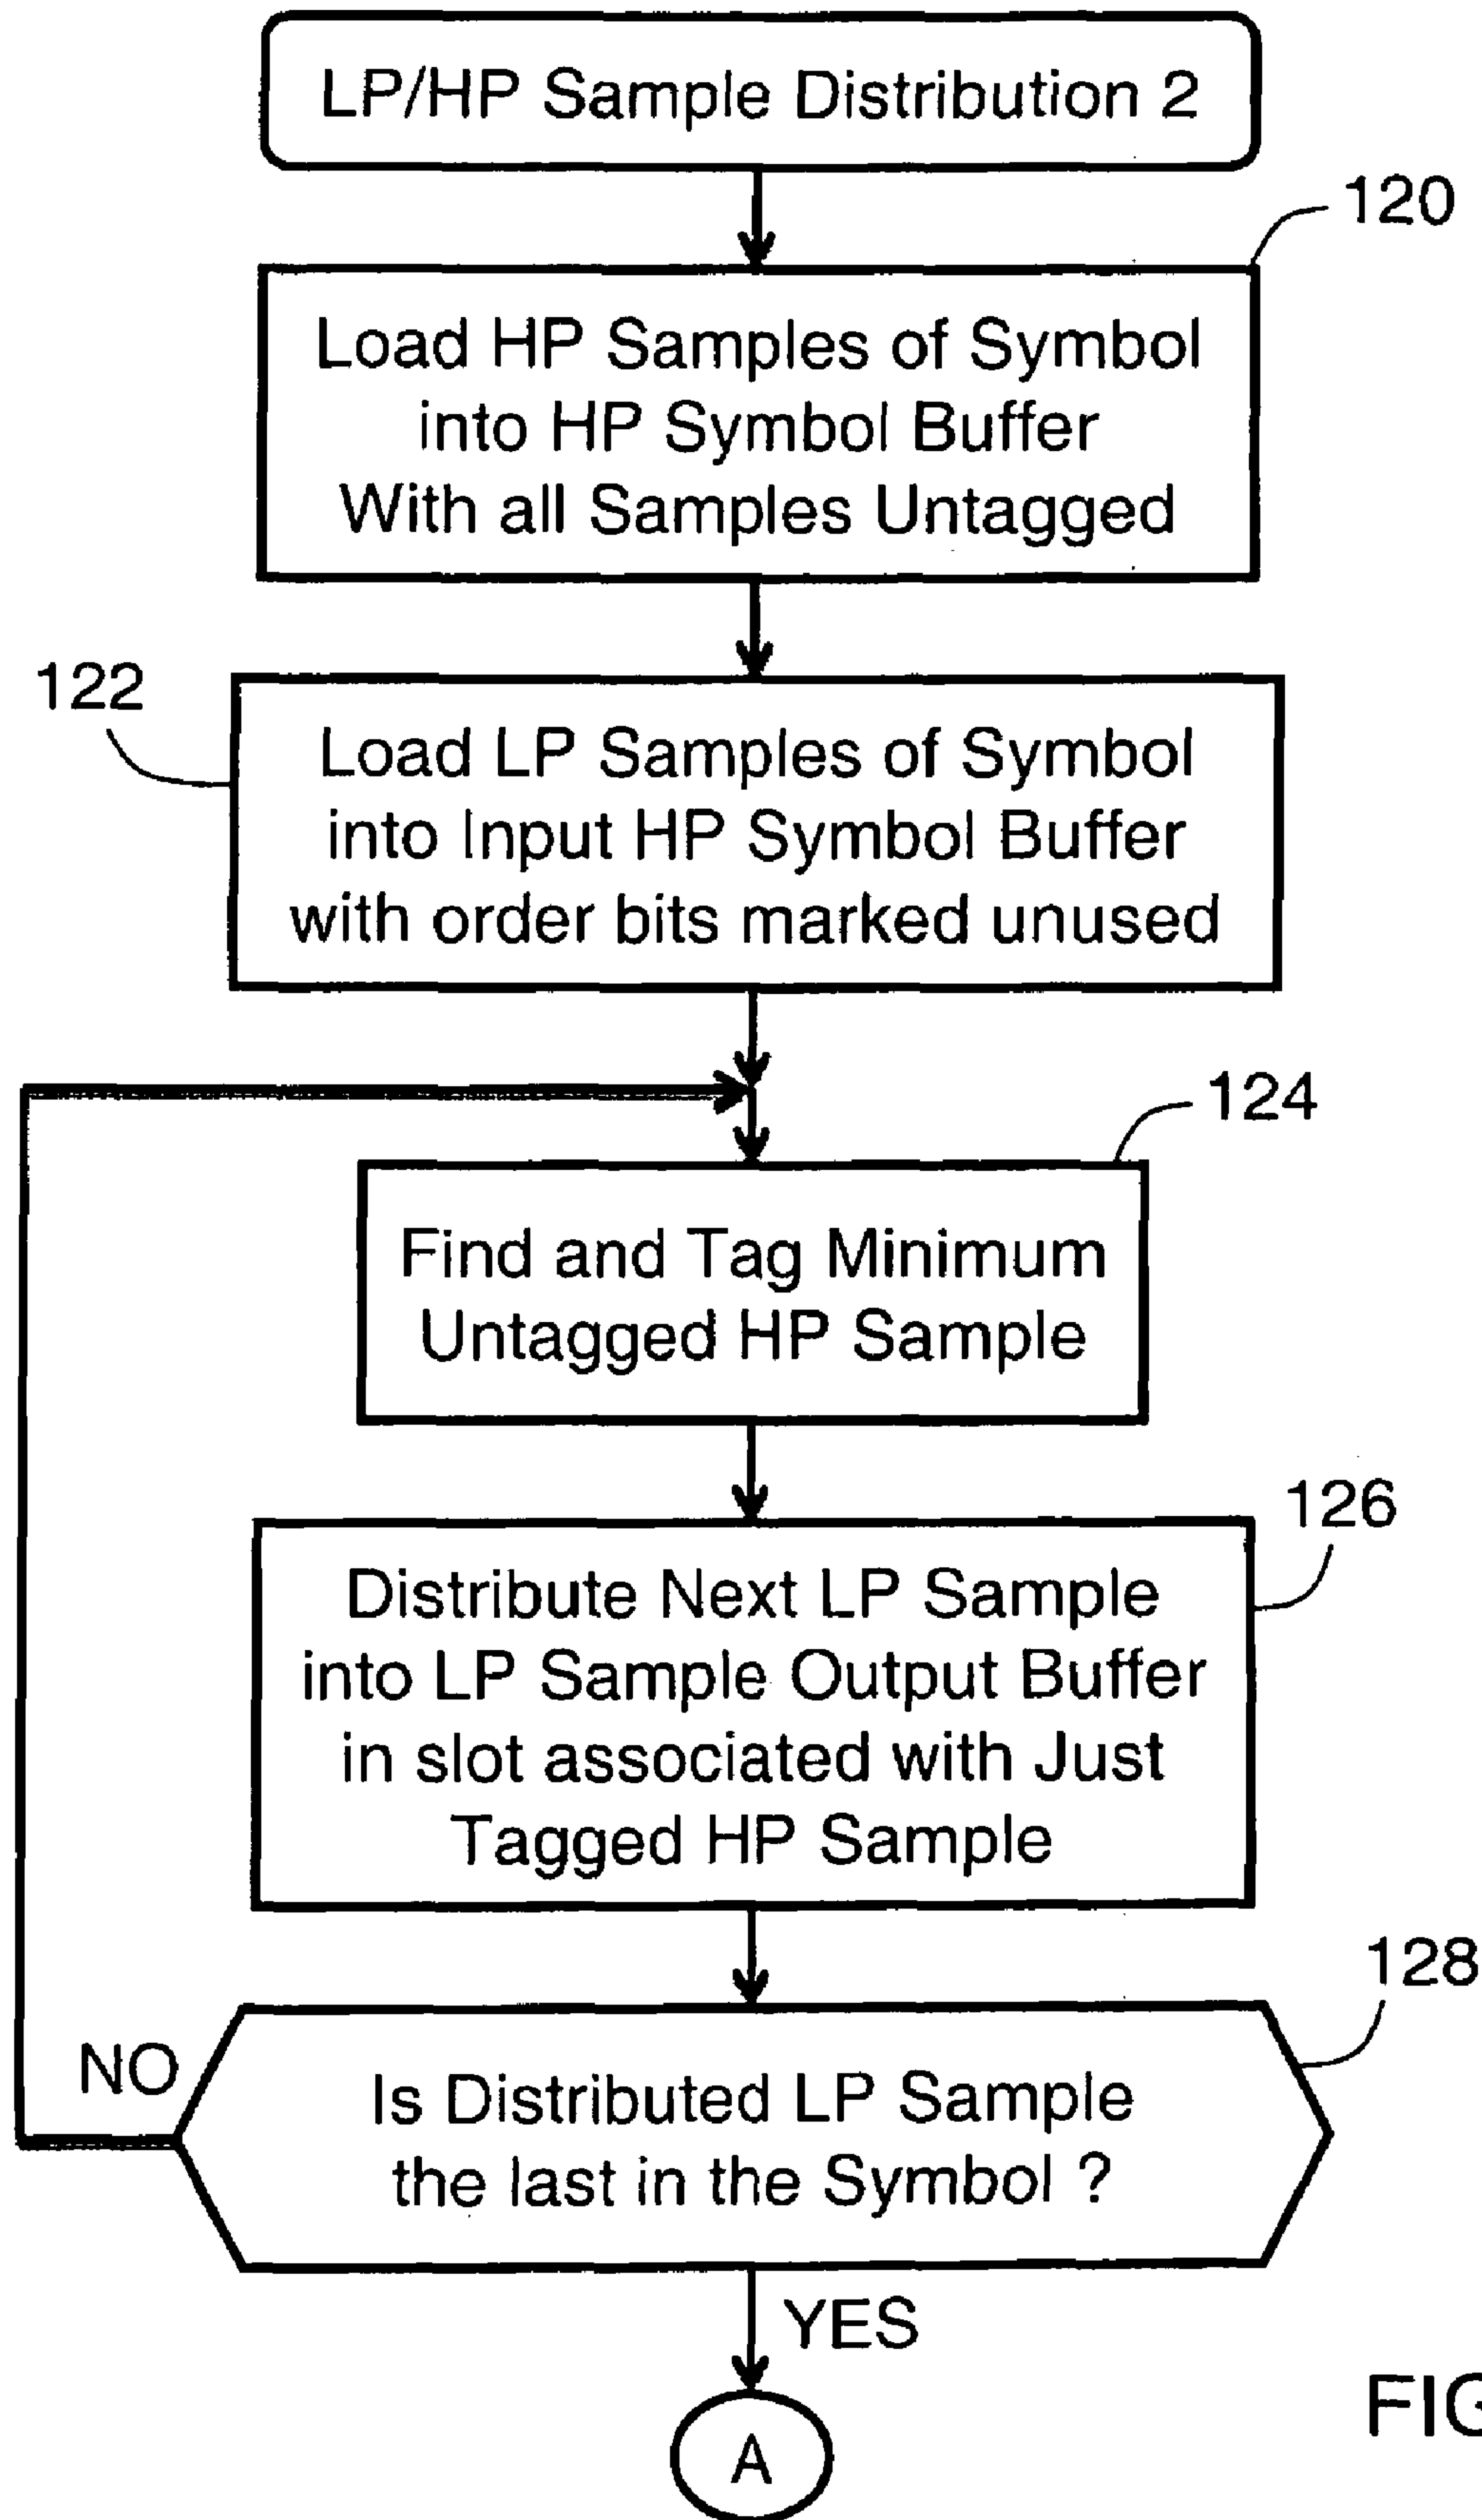 LP/HP Sample Distribution 2
120
Load HP Samples of Symbol
into HP Symbol Buffer
With all Samples Untagged
122
Load LP Samples of Symbol
into Input HP Symbol Buffer
with order bits marked unused
124
Find and Tag Minimum
Untagged HP Sample
126
Distribute Next LP Sample
into LP Sample Output Buffer
in slot associated with Just
Tagged HP Sample
128
NO
Is Distributed LP Sample
the last in the Symbol ?
YES
A